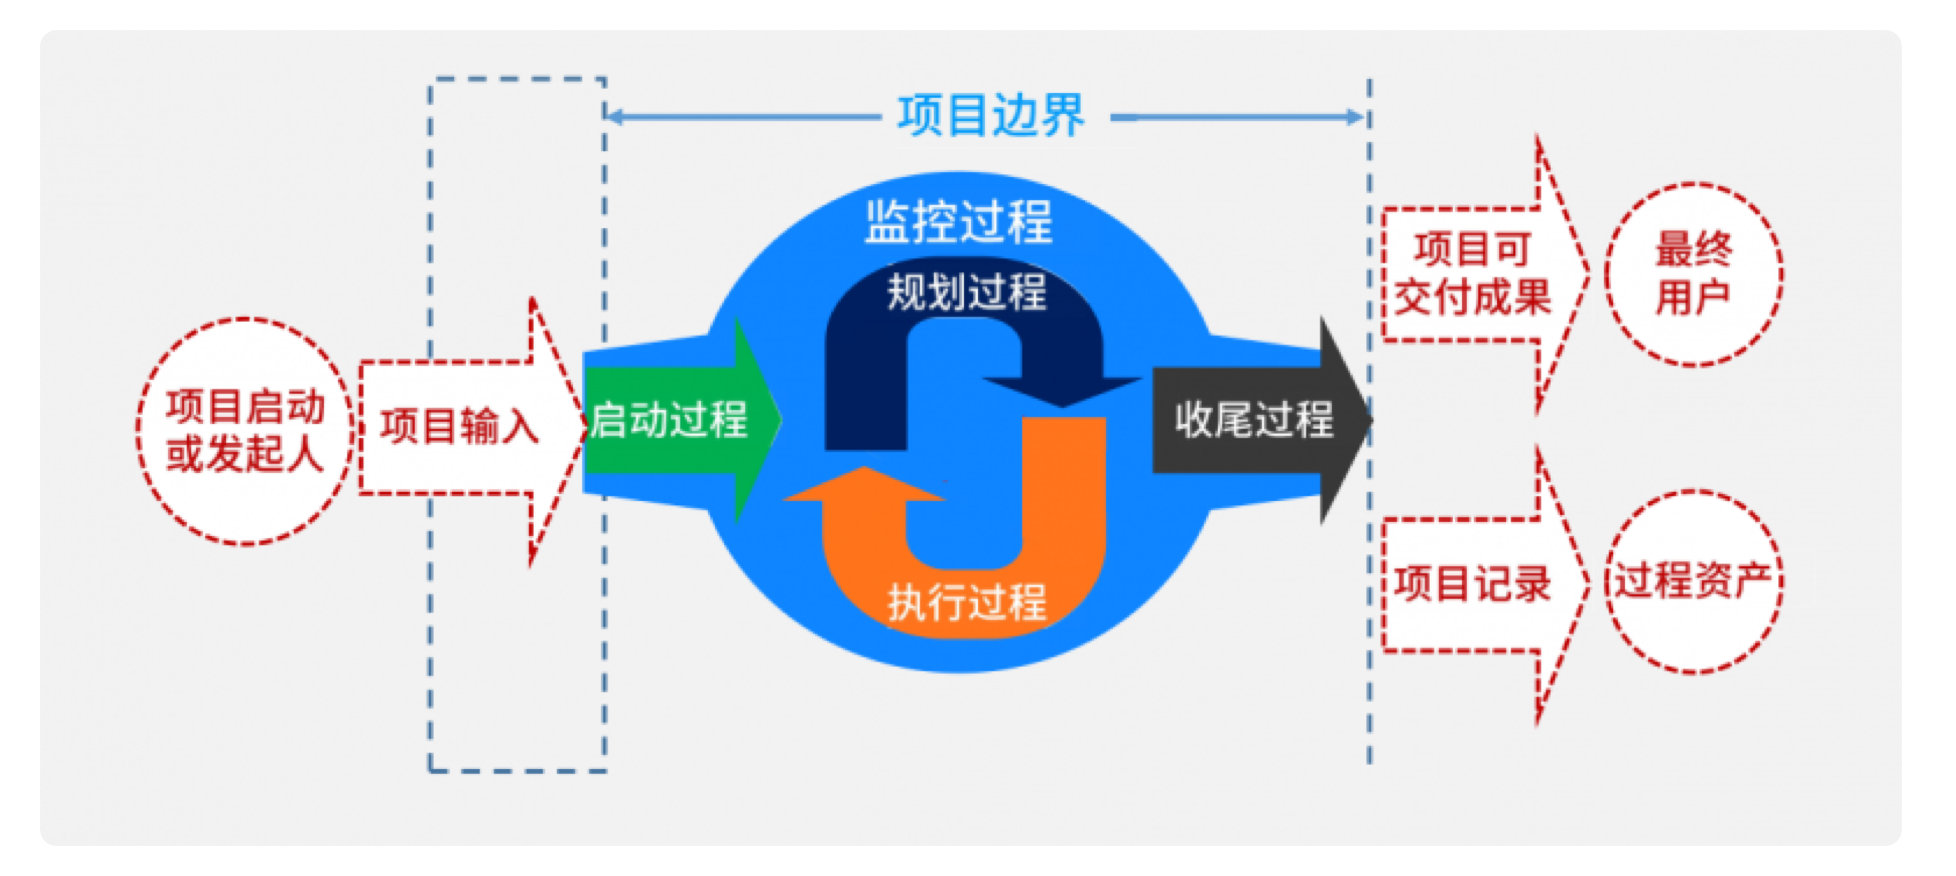 项目边界
监控过程
规划过程
项目启动
或发起人
项目输入
启动过程
收尾过程
执行过程
项目可
交付成果
最终
用户
项目记录
过程资产